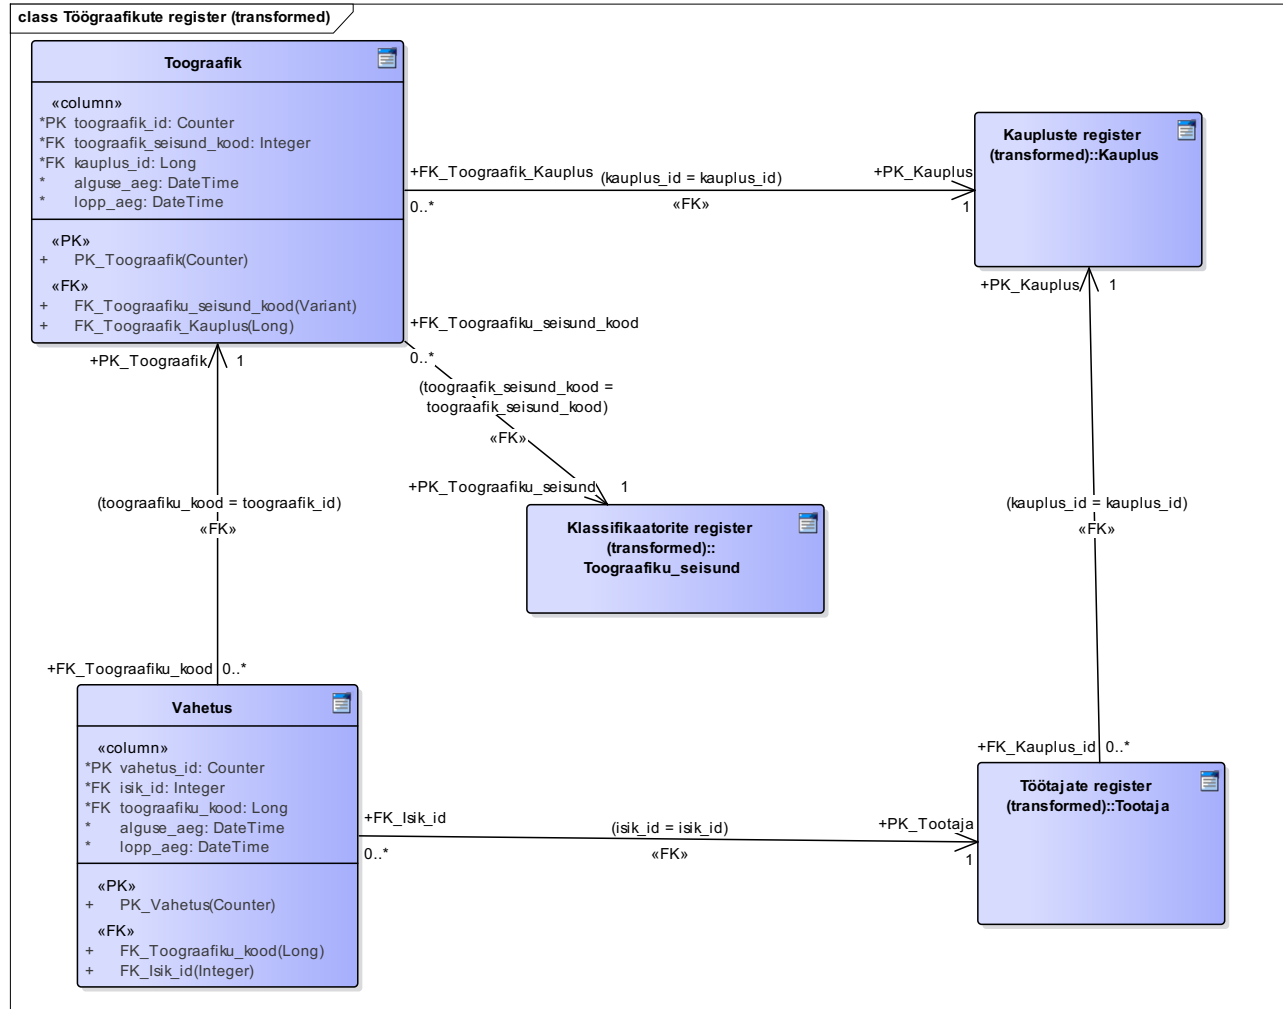 class Töögraafikute register (transformed)
Toograafik
«column»
*PK toograafik_id: Counter
*FK toograafik_seisund_kood: Integer
*FK kauplus_id: Long
* alguse_aeg: DateTime
* lopp_aeg: DateTime
«PK»
+ PK_Toograafik(Counter)
«FK»
+ FK_Toograafiku_seisund_kood(Variant)
+ FK_Toograafik_Kauplus(Long)
+FK_Toograafik_Kauplus
0..*
(kauplus_id = kauplus_id)
«FK»
+PK_Kauplus
1
Kaupluste register
(transformed)::Kauplus
+PK_Kauplus
1
+FK_Toograafiku_seisund_kood
0..*
(toograafik_seisund_kood =
toograafik_seisund_kood)
«FK»
+PK_Toograafiku_seisund
1
Klassifikaatorite register
(transformed)::
Toograafiku_seisund
+PK_Toograafik
1
(toograafiku_kood = toograafik_id)
«FK»
+FK_Toograafiku_kood
0..*
(kauplus_id = kauplus_id)
«FK»
+FK_Kauplus_id
0..*
Vahetus
«column»
*PK vahetus_id: Counter
*FK isik_id: Integer
*FK toograafiku_kood: Long
* alguse_aeg: DateTime
* lopp_aeg: DateTime
«PK»
+ PK_Vahetus(Counter)
«FK»
+ FK_Toograafiku_kood(Long)
+ FK_Isik_id(Integer)
+FK_Isik_id
0..*
(isik_id = isik_id)
«FK»
+PK_Tootaja
1
Töötajate register
(transformed)::Tootaja